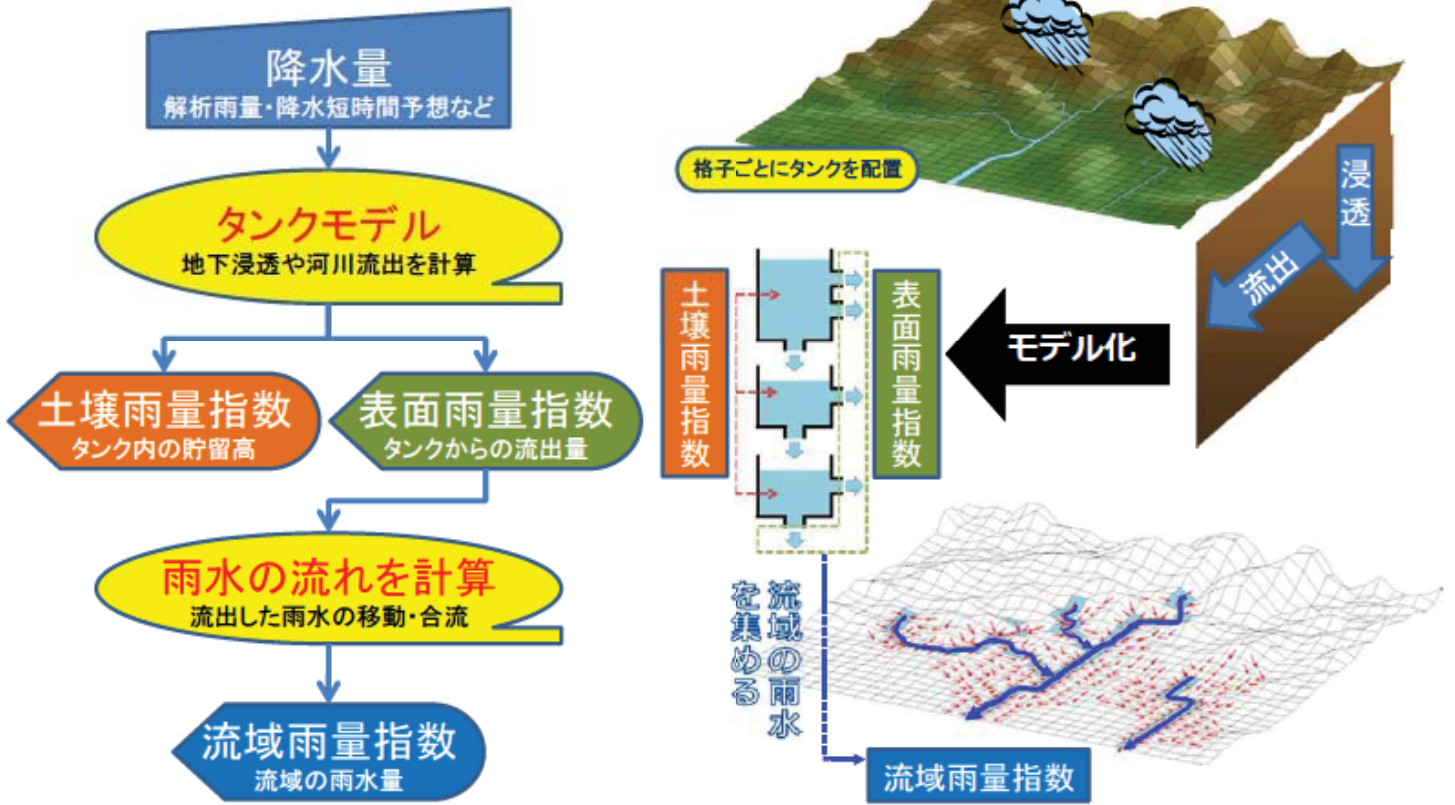 降水量
解析雨量・降水短時間予想など
タンクモデル
地下浸透や河川流出を計算
土壌雨量指数
タンク内の貯留高
表面雨量指数
タンクからの流出量
雨水の流れを計算
流出した雨水の移動・合流
流域雨量指数
流域の雨水量
格子ごとにタンクを配置
浸透
流出
モデル化
土壌雨量指数
表面雨量指数
流域の雨水
を集める
流域雨量指数